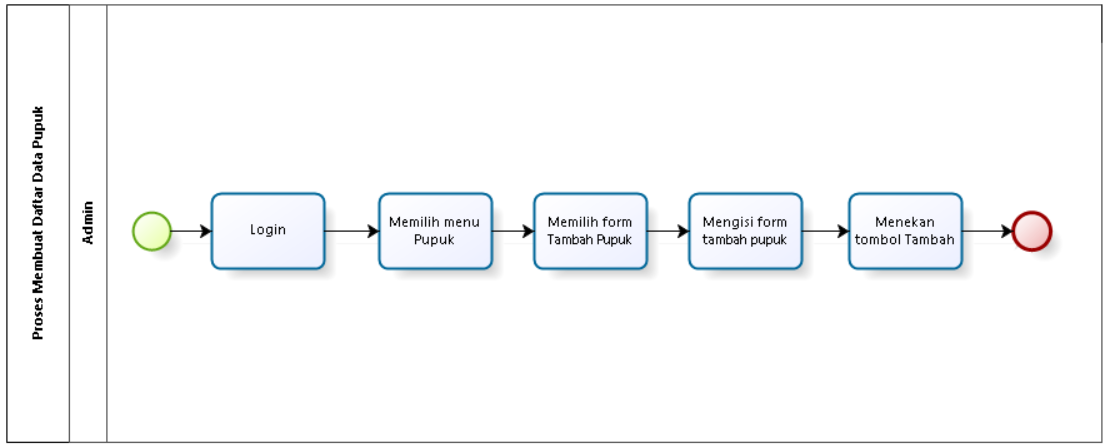 Proses Membuat Daftar Data Pupuk
Admin
Login
Memilih menu
Pupuk
Memilih form
Tambah Pupuk
Mengisi form
tambah pupuk
Menekan
tombol Tambah